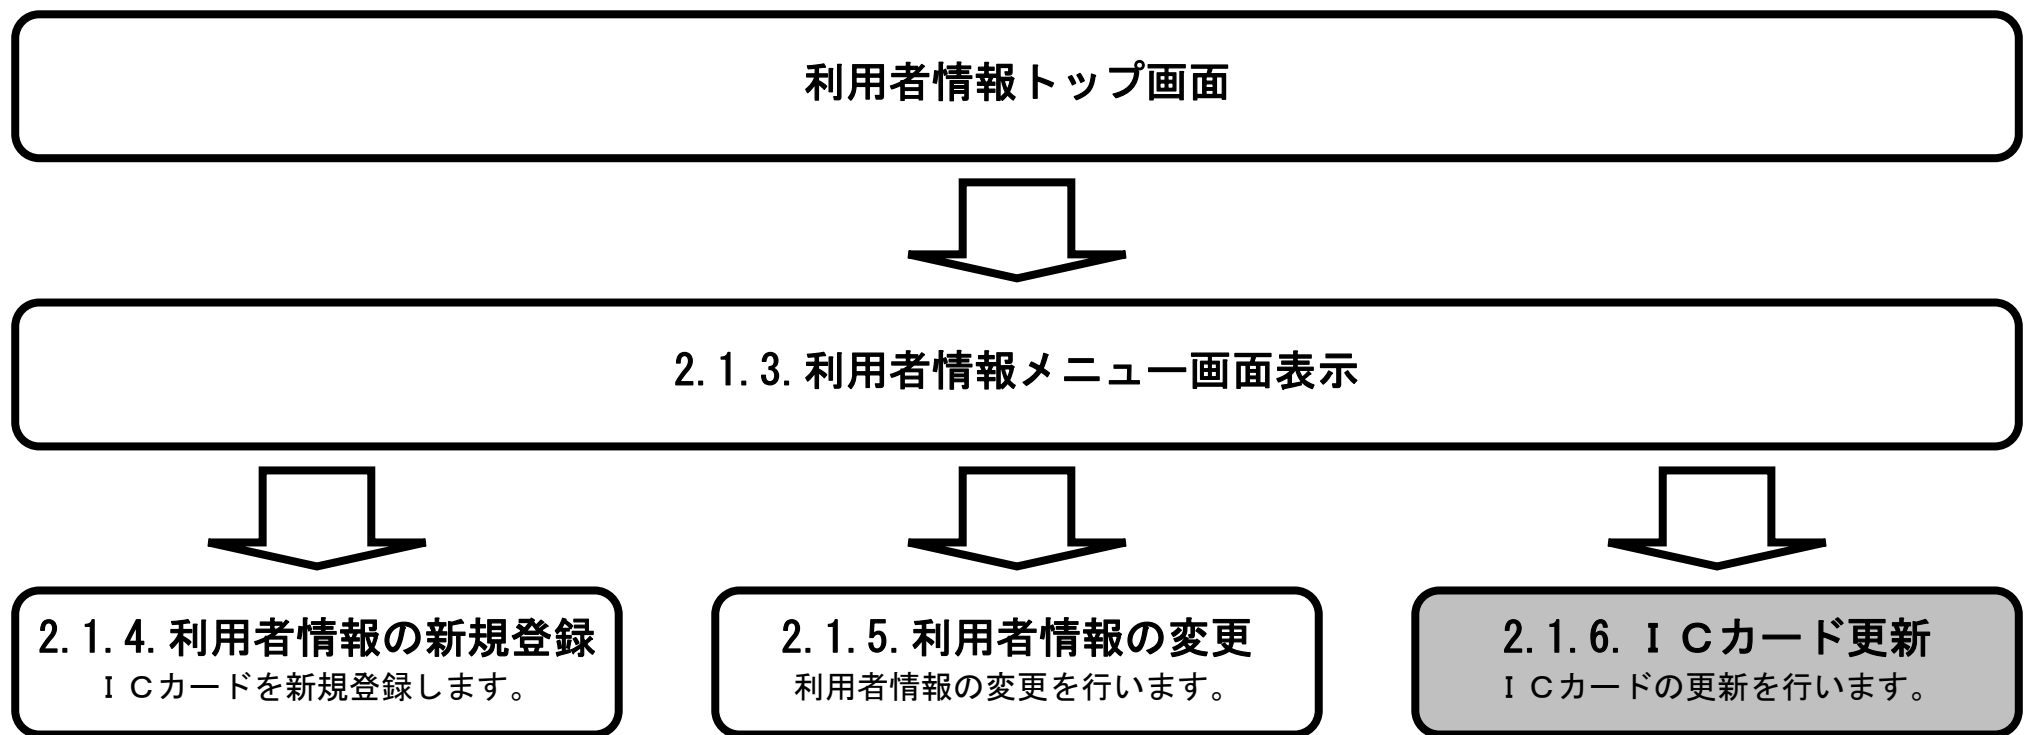 利用者情報トップ画面
2.1.3.利用者情報メニュー画面表示
2.1.4.利用者情報の新規登録
ＩＣカードを新規登録します。
2.1.5.利用者情報の変更
利用者情報の変更を行います。
2.1.6.ＩＣカード更新
ＩＣカードの更新を行います。